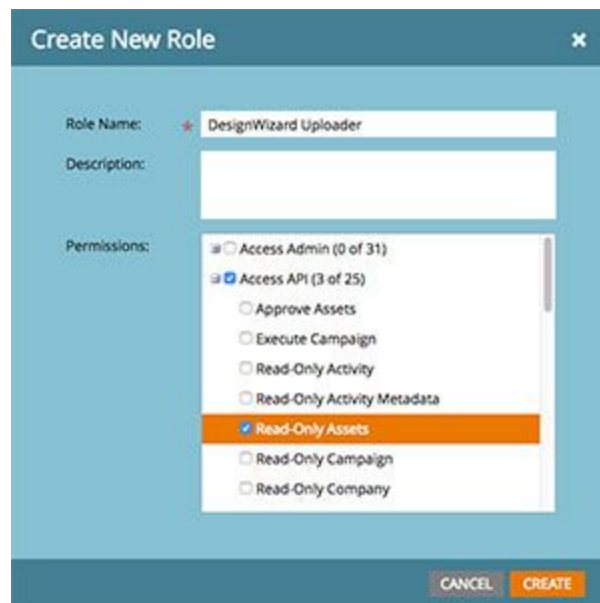 Create New Role
Role Name: * DesignWizard Uploader
Description:
Permissions:
Access Admin (0 of 31)
Access API (3 of 25)
Approve Assets
Execute Campaign
Read-Only Activity
Read-Only Activity Metadata
Read-Only Assets
Read-Only Campaign
Read-Only Company
CANCEL CREATE